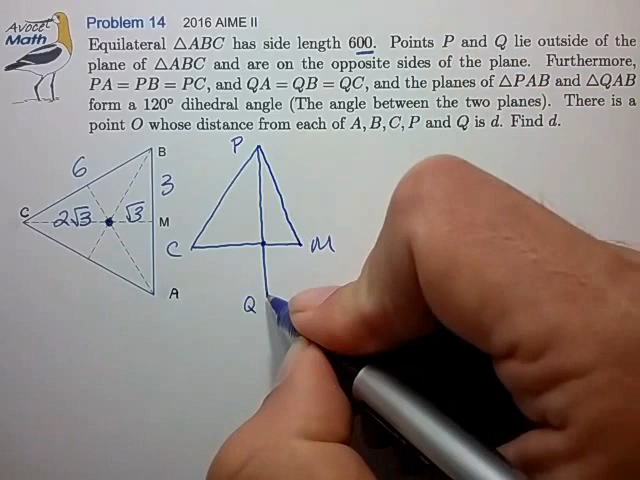 Avocet
Math
Problem 14 2016 AIME II
Equilateral △ABC has side length 600. Points P and Q lie outside of the
plane of △ABC and are on the opposite sides of the plane. Furthermore,
PA = PB = PC, and QA = QB = QC, and the planes of △PAB and △QAB
form a 120° dihedral angle (The angle between the two planes). There is a
point O whose distance from each of A, B, C, P and Q is d. Find d.
B
6
3
C
2√3
√3
M
A
P
C
M
Q